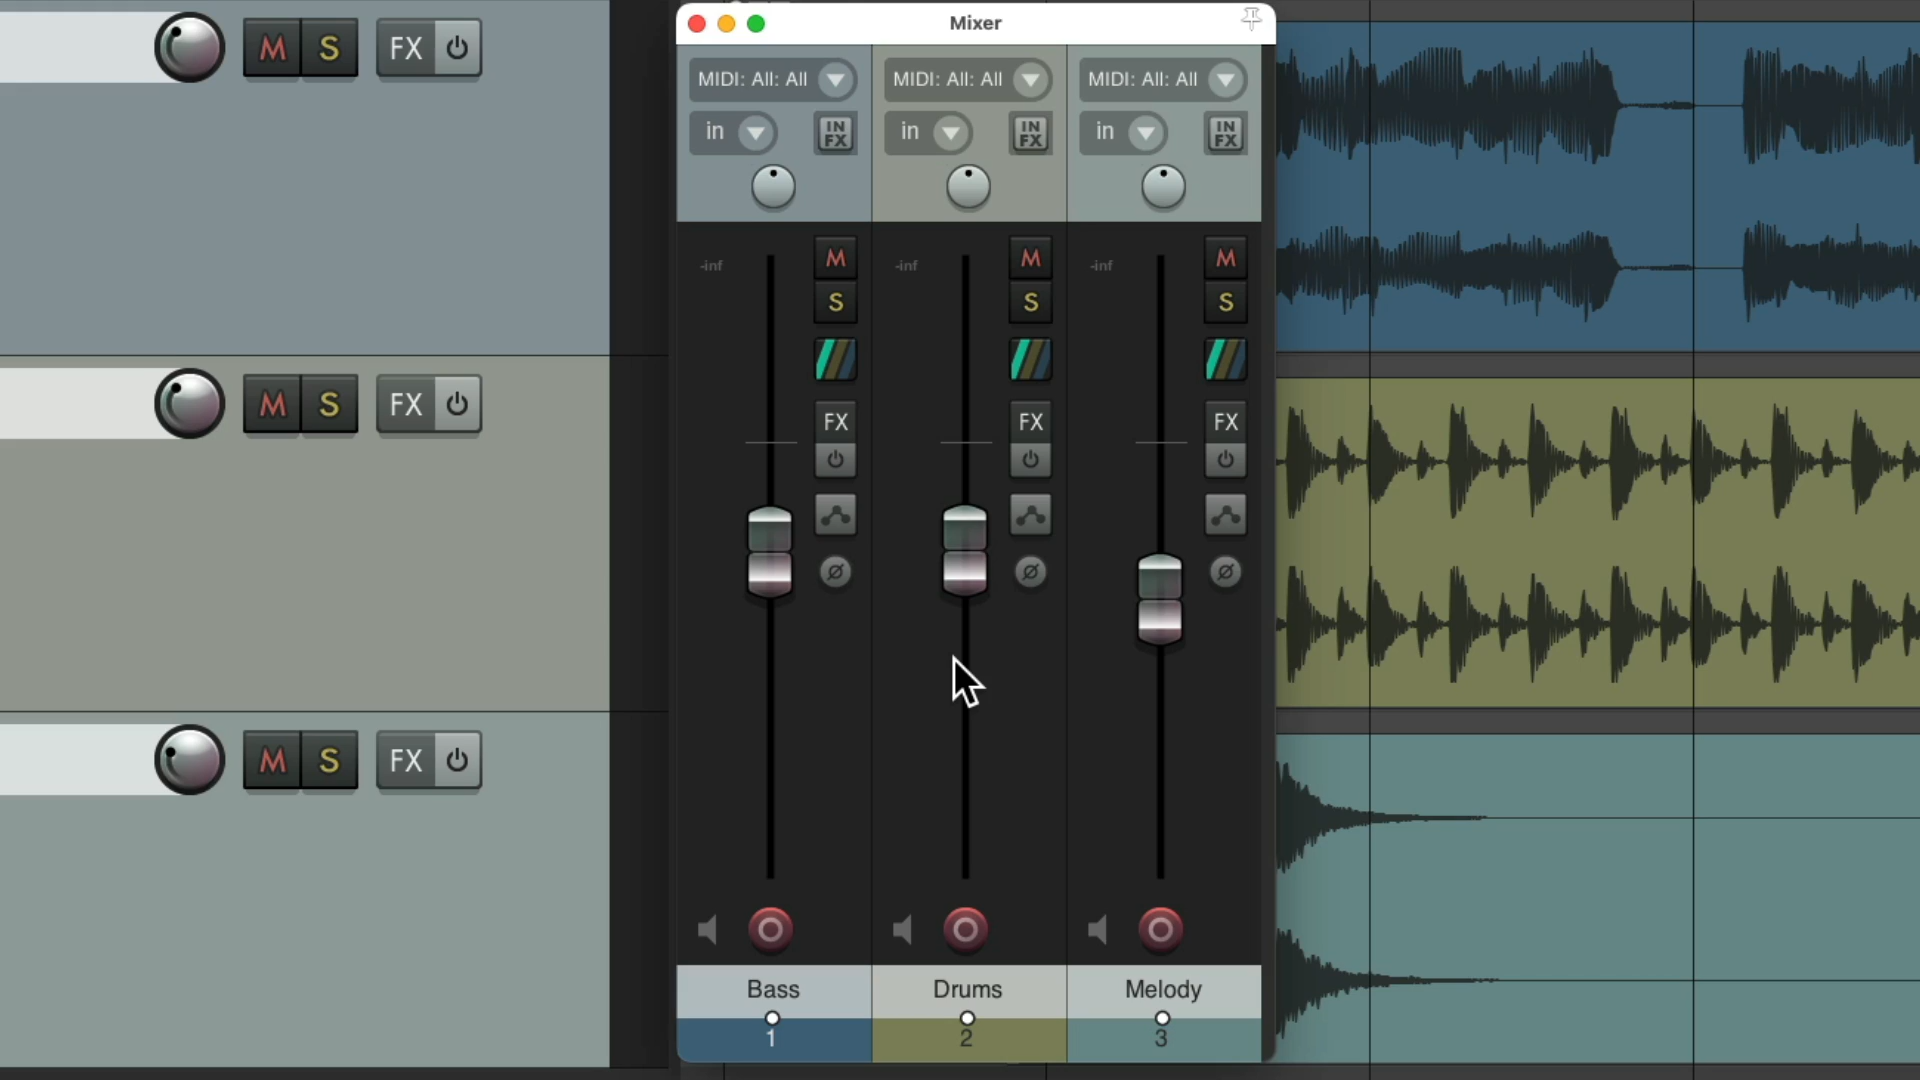 Mixer
M S FX
MIDI: All: All MIDI: All: All MIDI: All: All
in IN FX in IN FX in IN FX
-inf M -inf M -inf M
S S S
M S FX
FX FX FX
Ø Ø Ø
M S FX
Bass Drums Melody
1 2 3